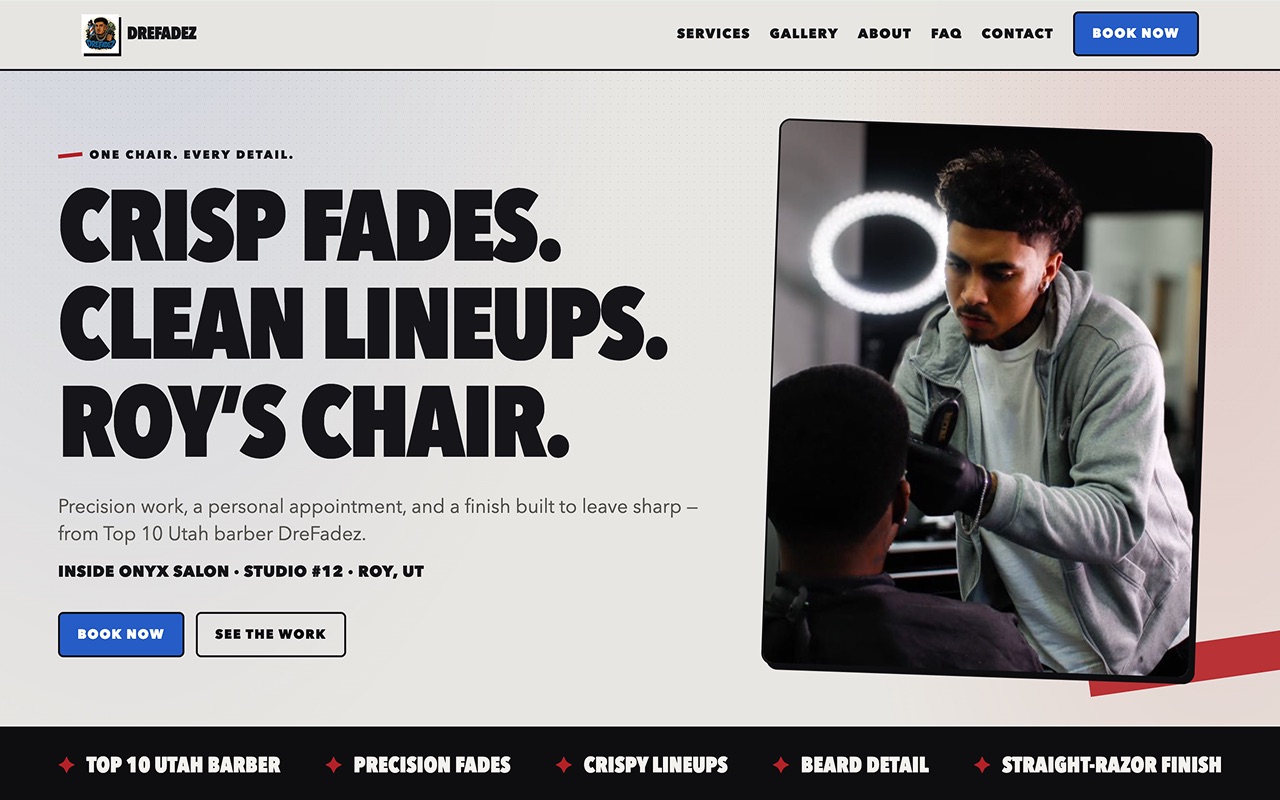 DREFADEZ
SERVICES GALLERY ABOUT FAQ CONTACT BOOK NOW
ONE CHAIR. EVERY DETAIL.
CRISP FADES.
CLEAN LINEUPS.
ROY’S CHAIR.
Precision work, a personal appointment, and a finish built to leave sharp —
from Top 10 Utah barber DreFadez.
INSIDE ONYX SALON • STUDIO #12 • ROY, UT
BOOK NOW SEE THE WORK
TOP 10 UTAH BARBER PRECISION FADES CRISPY LINEUPS BEARD DETAIL STRAIGHT-RAZOR FINISH